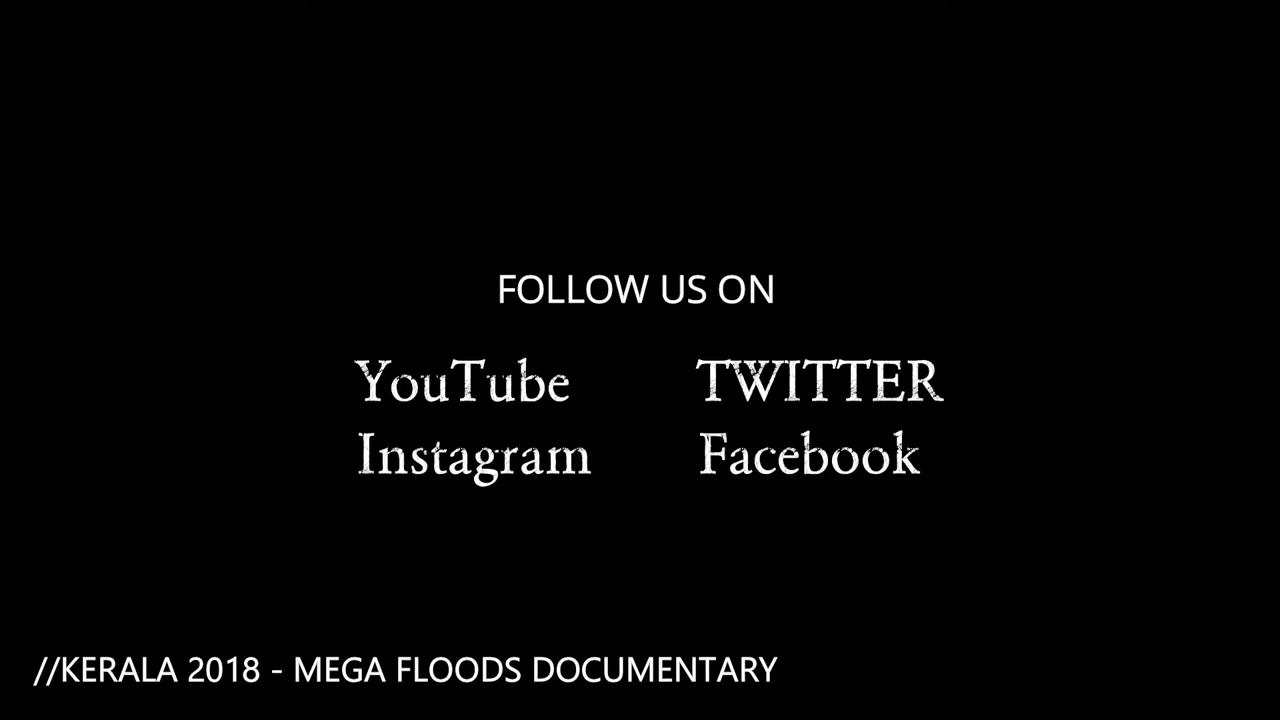 FOLLOW US ON
YouTube TWITTER
Instagram Facebook
//KERALA 2018 - MEGA FLOODS DOCUMENTARY